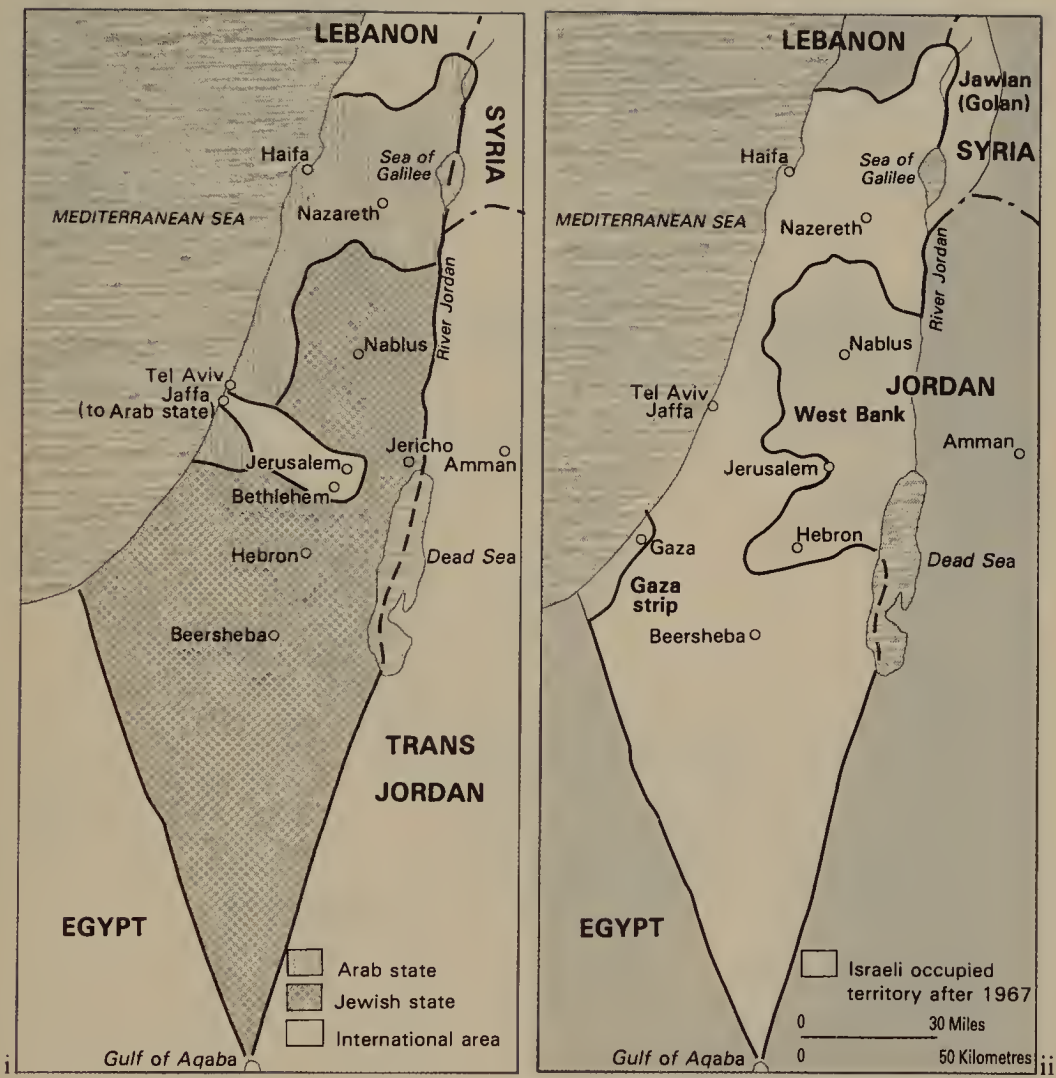 LEBANON
SYRIA
Haifa
Sea of
Galilee
MEDITERRANEAN SEA
Nazareth
River Jordan
Nablus
Tel Aviv
Jaffa
(to Arab state)
Jericho
Jerusalem
Amman
Bethlehem
Hebron
Dead Sea
Beersheba
TRANS
JORDAN
EGYPT
Arab state
Jewish state
International area
Gulf of Aqaba
i
LEBANON
Jawlan
(Golan)
SYRIA
Haifa
Sea of
Galilee
MEDITERRANEAN SEA
Nazereth
River Jordan
Nablus
JORDAN
Tel Aviv
Jaffa
West Bank
Amman
Jerusalem
Gaza
Hebron
Dead Sea
Gaza
strip
Beersheba
EGYPT
Israeli occupied
territory after 1967
0 30 Miles
0 50 Kilometres
Gulf of Aqaba
ii